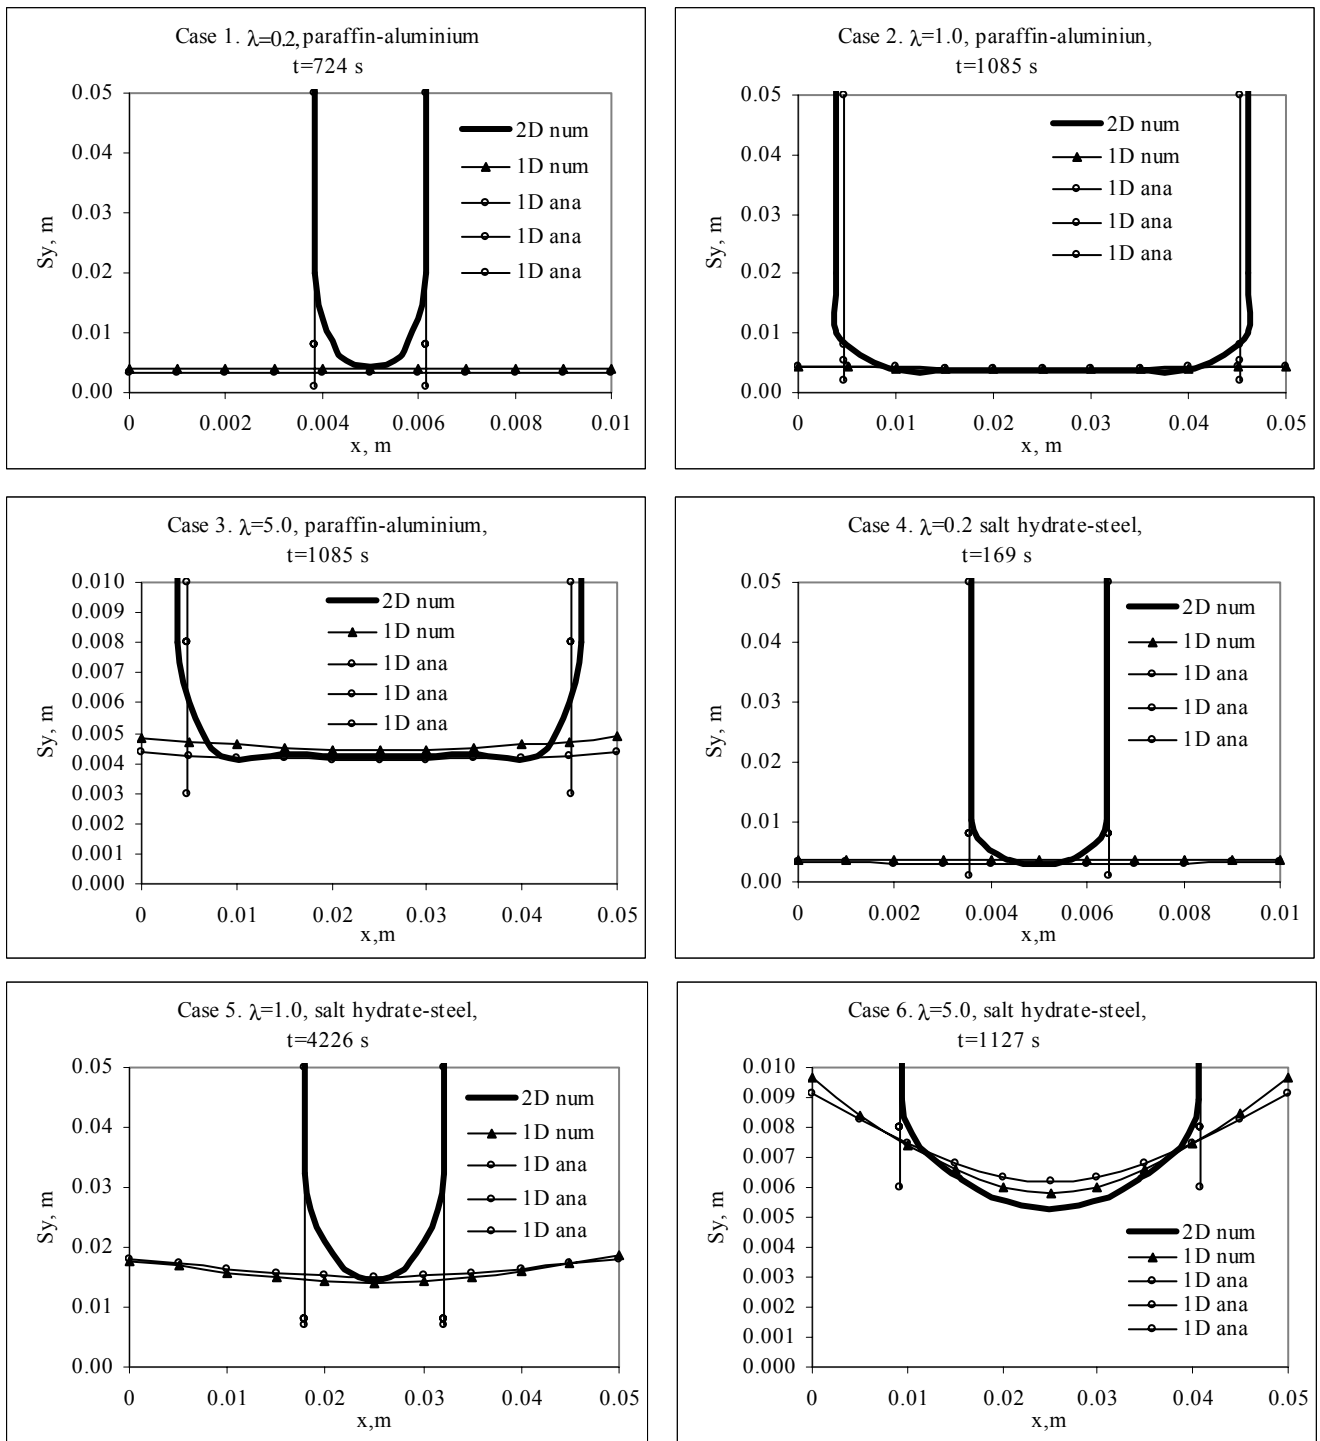 Case 1. λ=0.2, paraffin-aluminium
t=724 s
0.05
0.04
0.03
0.02
0.01
0.00
Sy, m
0
0.002
0.004
0.006
0.008
0.01
x, m
2D num
1D num
1D ana
1D ana
1D ana
Case 2. λ=1.0, paraffin-aluminiun,
t=1085 s
0.05
0.04
0.03
0.02
0.01
0.00
Sy, m
0
0.01
0.02
0.03
0.04
0.05
x, m
2D num
1D num
1D ana
1D ana
1D ana
Case 3. λ=5.0, paraffin-aluminium,
t=1085 s
0.010
0.009
0.008
0.007
0.006
0.005
0.004
0.003
0.002
0.001
0.000
Sy, m
0
0.01
0.02
0.03
0.04
0.05
x,m
2D num
1D num
1D ana
1D ana
1D ana
Case 4. λ=0.2 salt hydrate-steel,
t=169 s
0.05
0.04
0.03
0.02
0.01
0.00
Sy, m
0
0.002
0.004
0.006
0.008
0.01
x, m
2D num
1D num
1D ana
1D ana
1D ana
Case 5. λ=1.0, salt hydrate-steel,
t=4226 s
0.05
0.04
0.03
0.02
0.01
0.00
Sy, m
0
0.01
0.02
0.03
0.04
0.05
x,m
2D num
1D num
1D ana
1D ana
1D ana
Case 6. λ=5.0, salt hydrate-steel,
t=1127 s
0.010
0.009
0.008
0.007
0.006
0.005
0.004
0.003
0.002
0.001
0.000
Sy, m
0
0.01
0.02
0.03
0.04
0.05
x,m
2D num
1D num
1D ana
1D ana
1D ana